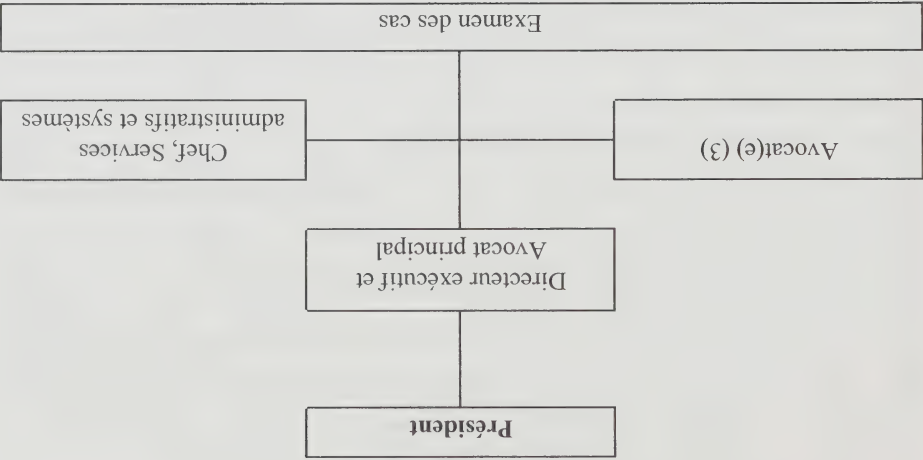 Président
Directeur exécutif et
Avocat principal
Avocat(e) (3)
Chef, Services
administratifs et systèmes
Examen des cas